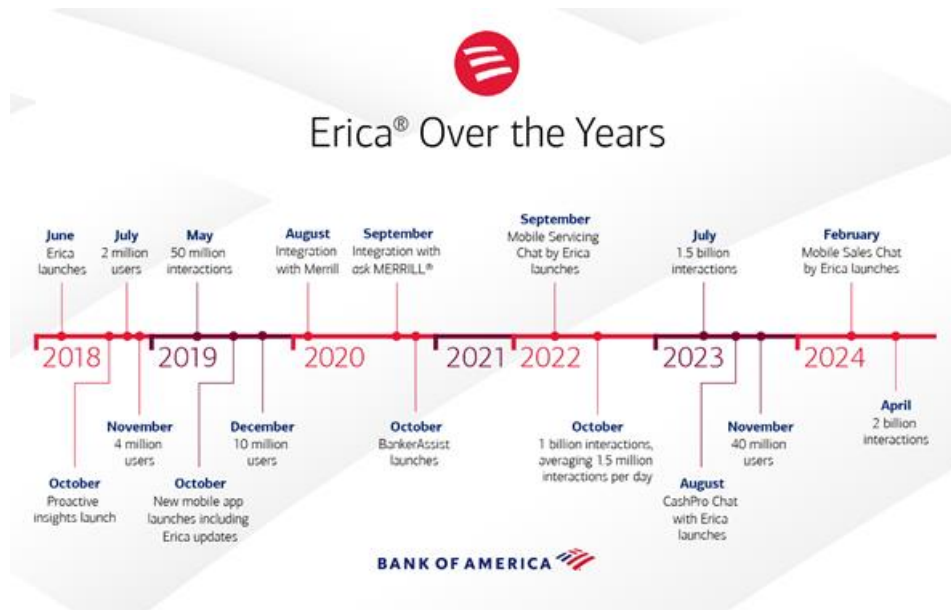 Erica® Over the Years
June
Erica
launches
July
2 million
users
May
50 million
interactions
August
Integration
with Merrill
September
Integration with
ask MERRILL®
September
Mobile Servicing
Chat by Erica
launches
July
1.5 billion
interactions
February
Mobile Sales Chat
by Erica launches
2018
2019
2020
2021
2022
2023
2024
October
Proactive
insights launch
November
4 million
users
October
New mobile app
launches including
Erica updates
December
10 million
users
October
BankerAssist
launches
October
1 billion interactions,
averaging 1.5 million
interactions per day
August
CashPro Chat
with Erica
launches
November
40 million
users
April
2 billion
interactions
BANK OF AMERICA